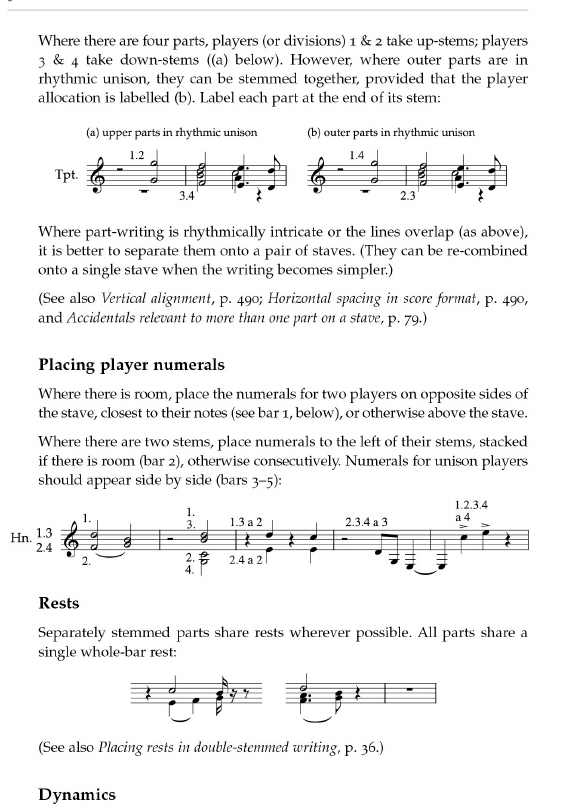 Where there are four parts, players (or divisions) 1 & 2 take up-stems; players
3 & 4 take down-stems ((a) below). However, where outer parts are in
rhythmic unison, they can be stemmed together, provided that the player
allocation is labelled (b). Label each part at the end of its stem:
(a) upper parts in rhythmic unison (b) outer parts in rhythmic unison
1.2 1.4
Tpt.
3.4 2.3
Where part-writing is rhythmically intricate or the lines overlap (as above),
it is better to separate them onto a pair of staves. (They can be re-combined
onto a single stave when the writing becomes simpler.)
(See also Vertical alignment, p. 490; Horizontal spacing in score format, p. 490,
and Accidentals relevant to more than one part on a stave, p. 79.)
Placing player numerals
Where there is room, place the numerals for two players on opposite sides of
the stave, closest to their notes (see bar 1, below), or otherwise above the stave.
Where there are two stems, place numerals to the left of their stems, stacked
if there is room (bar 2), otherwise consecutively. Numerals for unison players
should appear side by side (bars 3–5):
1. 1. 1.2.3.4
3. 1.3 a 2 2.3.4 a 3 a 4
Hn. 1.3
2.4
2. 2. 2.4 a 2
4.
Rests
Separately stemmed parts share rests wherever possible. All parts share a
single whole-bar rest:
(See also Placing rests in double-stemmed writing, p. 36.)
Dynamics